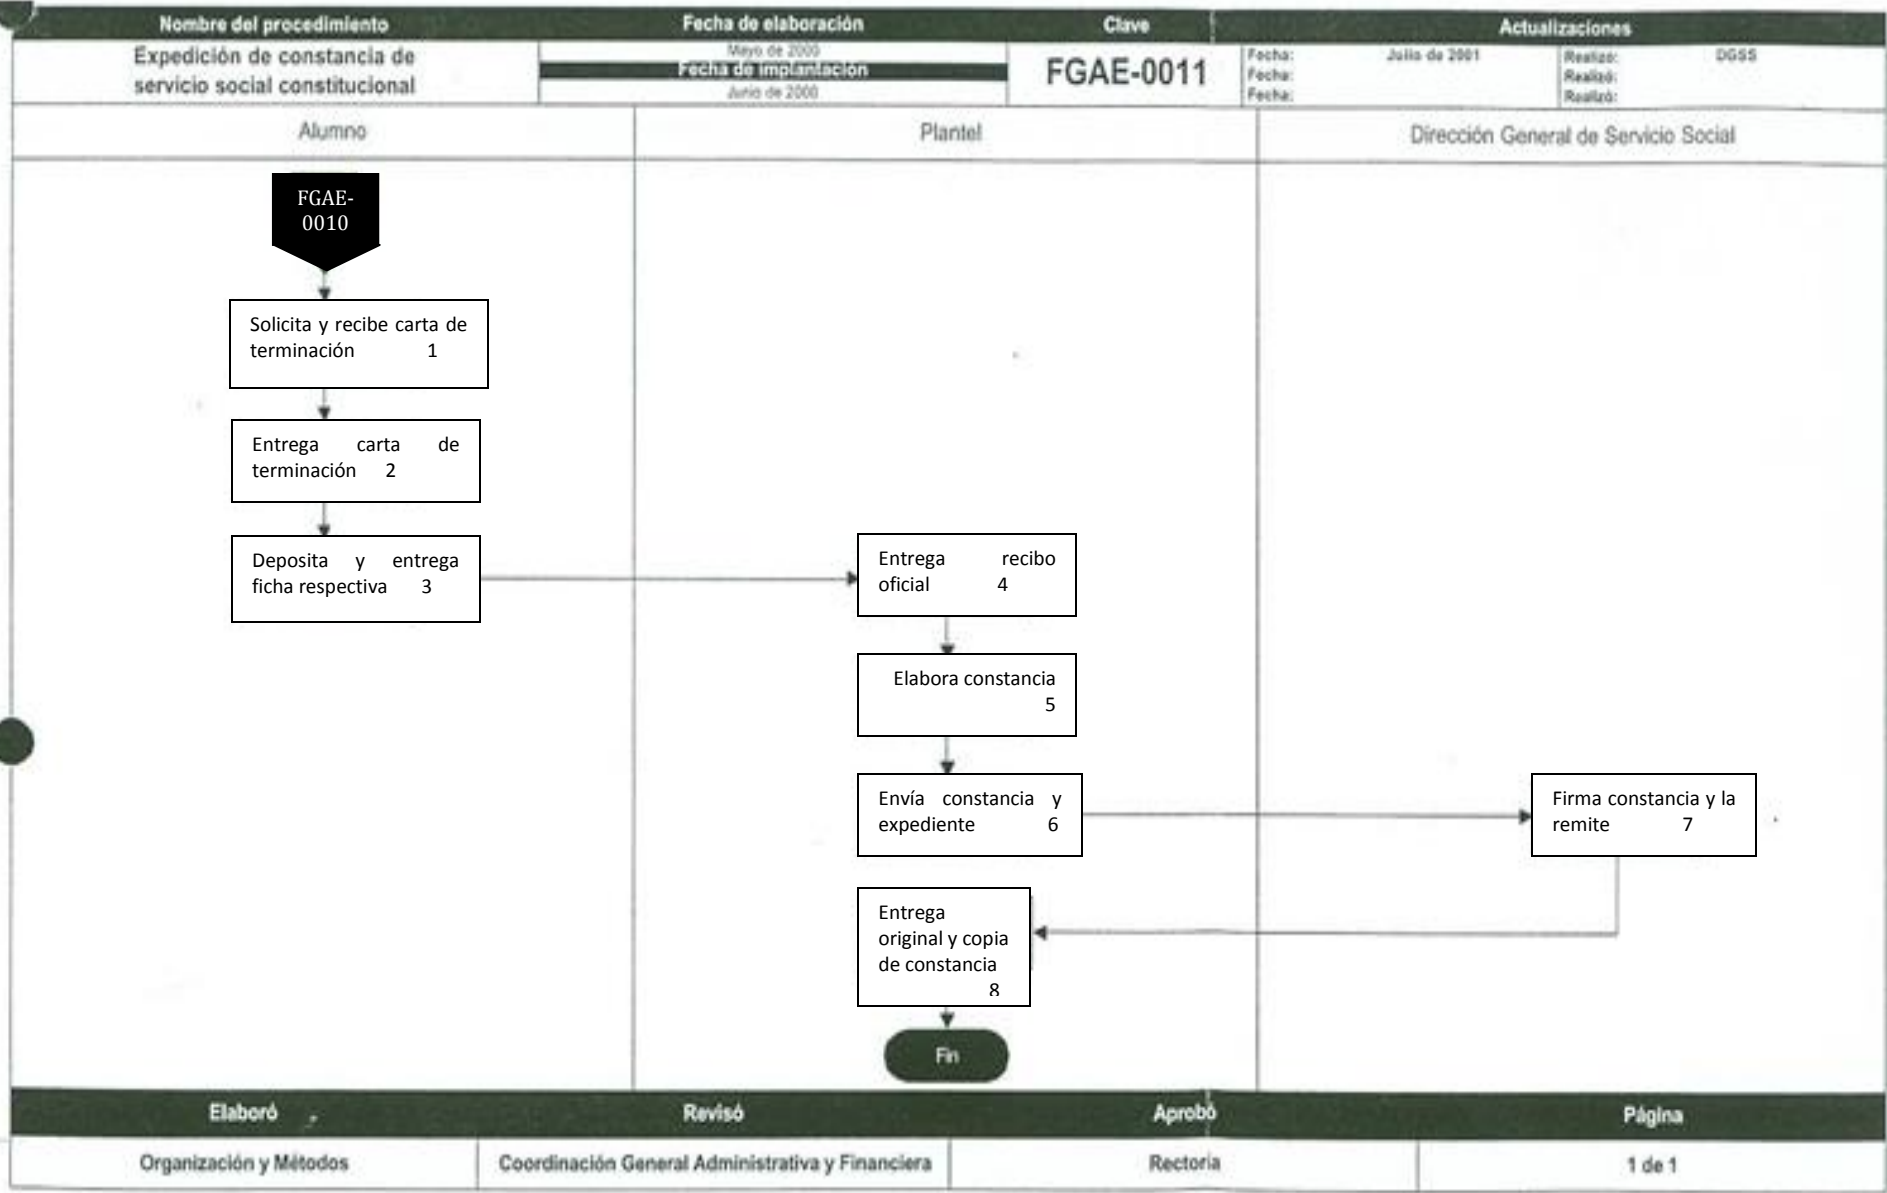 Nombre del procedimiento
Fecha de elaboración
Clave
Actualizaciones
Expedición de constancia de
servicio social constitucional
Mayo de 2000
Fecha de implantación
Junio de 2000
FGAE-0011
Fecha: Julio de 2001 Realizó: DGSS
Fecha: Realizó:
Fecha: Realizó:
Alumno
Plantel
Dirección General de Servicio Social
FGAE-
0010
Solicita y recibe carta de
terminación 1
Entrega carta de
terminación 2
Deposita y entrega
ficha respectiva 3
Entrega recibo
oficial 4
Elabora constancia
5
Envía constancia y
expediente 6
Firma constancia y la
remite 7
Entrega
original y copia
de constancia
8
Fin
Elaboró
Revisó
Aprobó
Página
Organización y Métodos
Coordinación General Administrativa y Financiera
Rectoria
1 de 1